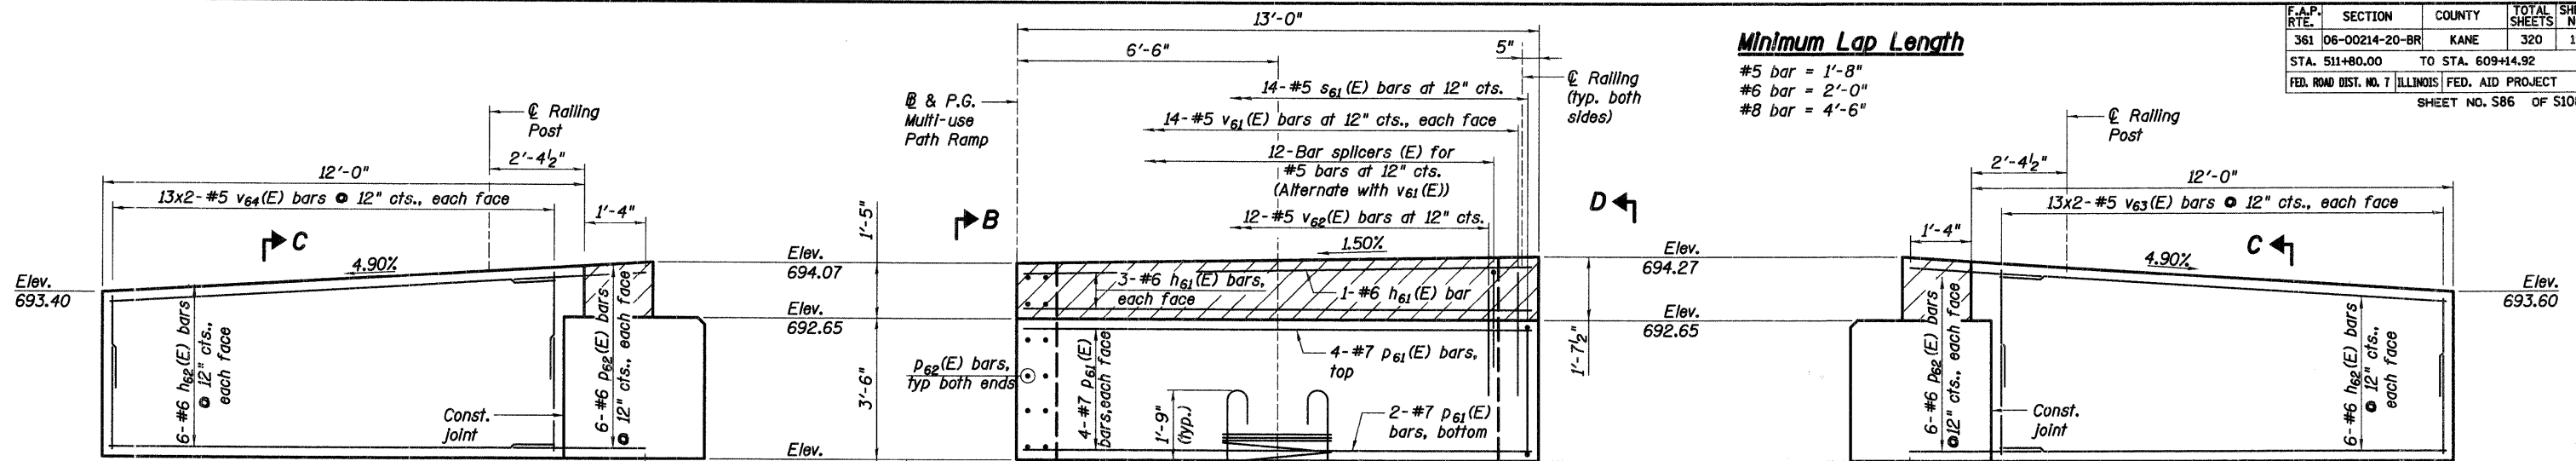 F.A.P. RTE.
SECTION
COUNTY
TOTAL SHEETS
361
06-00214-20-BR
KANE
320
STA. 511+80.00 TO STA. 609+14.92
FED. ROAD DIST. NO. 7
ILLINOIS
FED. AID PROJECT
SHEET NO. S86 OF
13'-0"
6'-6"
5"
Minimum Lap Length
#5 bar = 1'-8"
#6 bar = 2'-0"
#8 bar = 4'-6"
℄ Railing
(typ. both
sides)
14-#5 s61(E) bars at 12" cts.
14-#5 v61(E) bars at 12" cts., each face
12-Bar splicers (E) for
#5 bars at 12" cts.
(Alternate with v61(E))
12-#5 v62(E) bars at 12" cts.
1.50%
& P.G.
Multi-use
Path Ramp
℄ Railing
Post
2'-4½"
12'-0"
13x2-#5 v64(E) bars @ 12" cts., each face
1'-4"
C
4.90%
Elev.
693.40
6-#6 h62(E) bars
@ 12" cts.,
each face
6-#6 p62(E) bars
@ 12" cts., each face
Const.
joint
1'-5"
B
Elev.
694.07
Elev.
692.65
3'-6"
Elev.
p62(E) bars,
typ both ends
3-#6 h61(E) bars,
each face
1-#6 h61(E) bar
4-#7 p61(E)
bars, each face
4-#7 p61(E) bars,
top
1'-9"
(typ.)
2-#7 p61(E)
bars, bottom
D
Elev.
694.27
Elev.
692.65
1'-7½"
℄ Railing
Post
2'-4½"
12'-0"
13x2-#5 v63(E) bars @ 12" cts., each face
1'-4"
C
4.90%
Elev.
693.60
6-#6 p62(E) bars
@12" cts., each face
6-#6 h62(E) bars
@ 12" cts.,
each face
Const.
joint